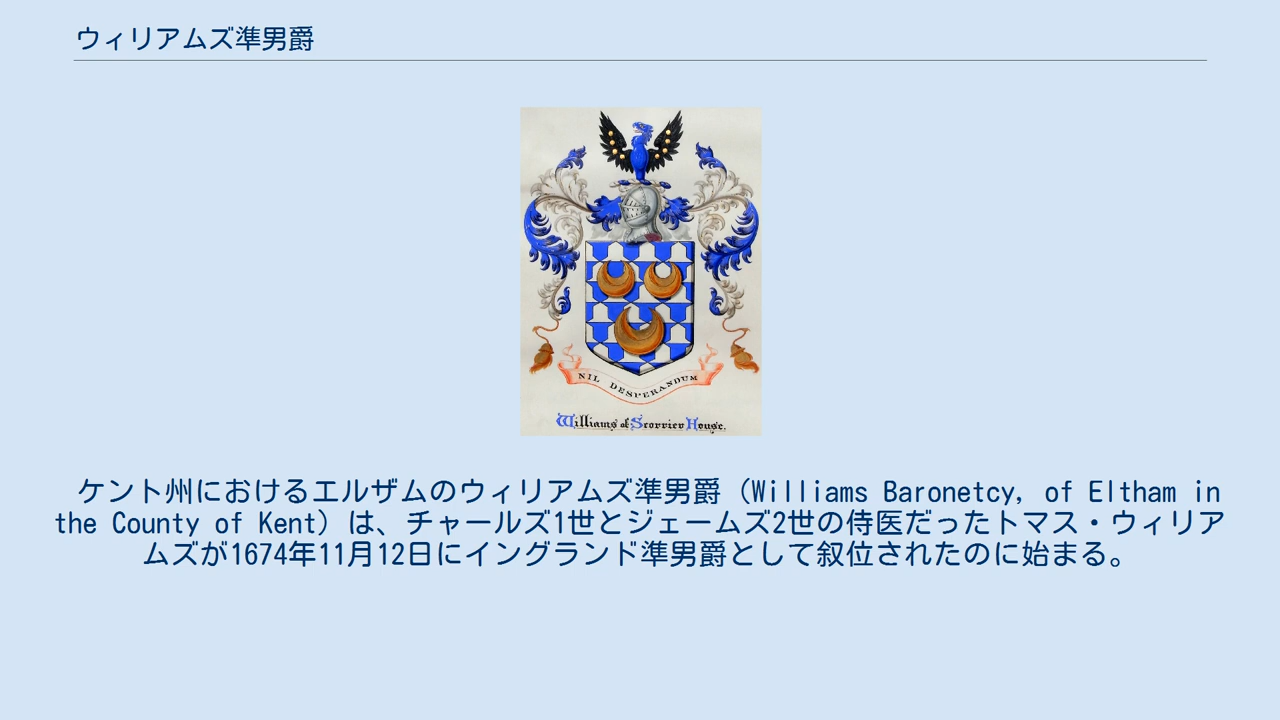 ウィリアムズ準男爵
NIL DESPERANDUM
Williams of Scorrier House.
ケント州におけるエルザムのウィリアムズ準男爵（Williams Baronetcy, of Eltham in
the County of Kent）は、チャールズ1世とジェームズ2世の侍医だったトマス・ウィリア
ムズが1674年11月12日にイングランド準男爵として叙位されたのに始まる。